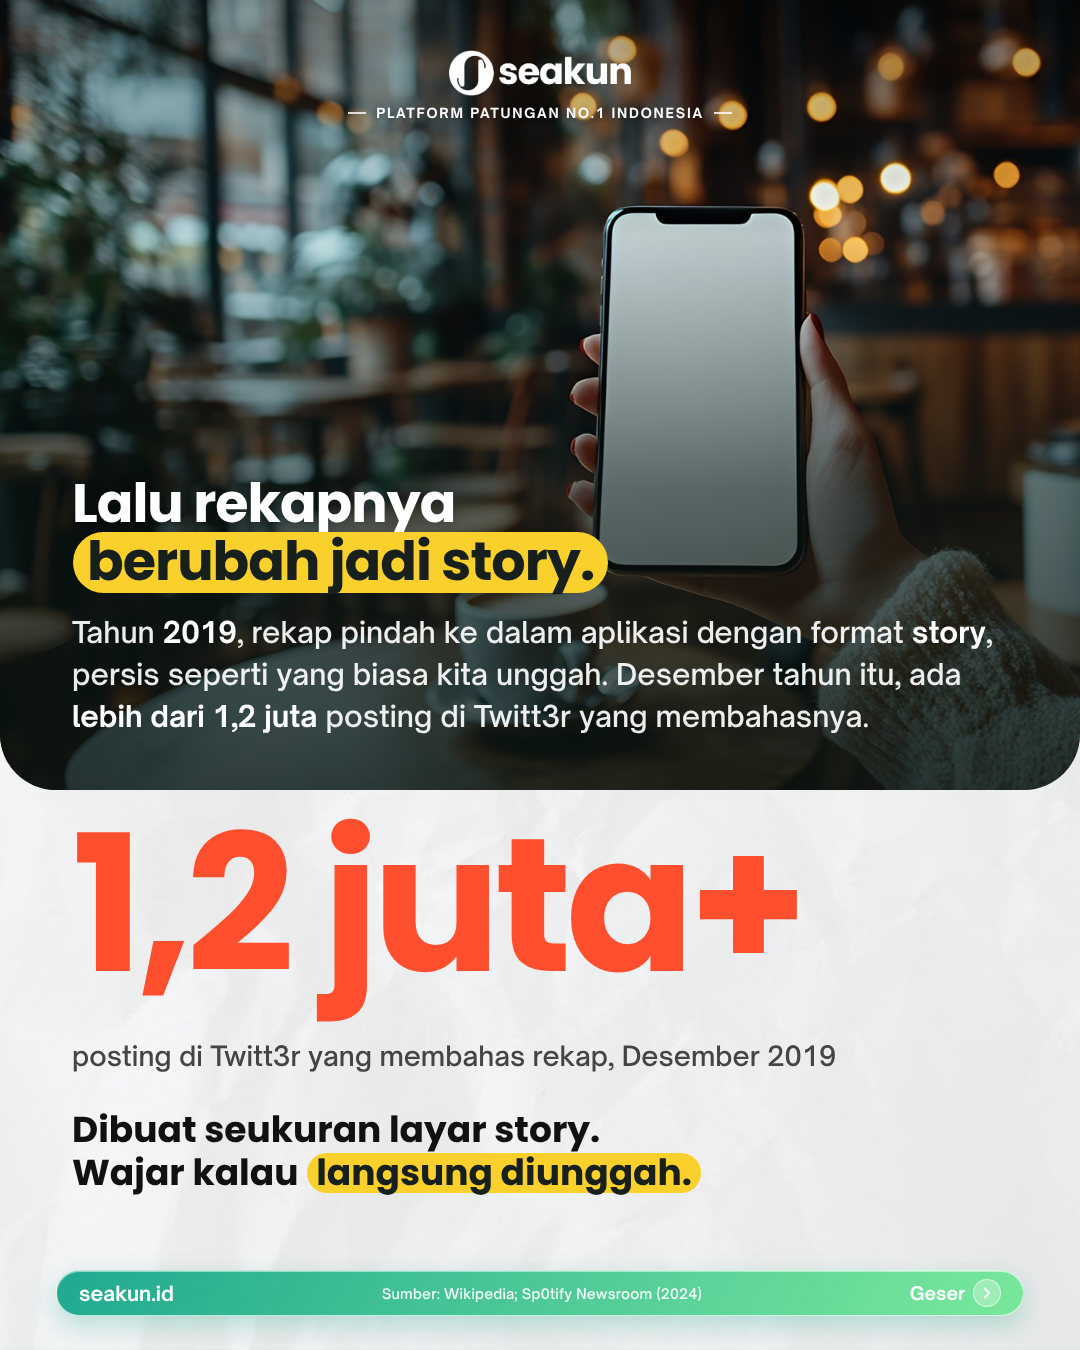 seakun
PLATFORM PATUNGAN NO.1 INDONESIA
Lalu rekapnya
berubah jadi story.
Tahun 2019, rekap pindah ke dalam aplikasi dengan format story,
persis seperti yang biasa kita unggah. Desember tahun itu, ada
lebih dari 1,2 juta posting di Twitt3r yang membahasnya.
1,2 juta+
posting di Twitt3r yang membahas rekap, Desember 2019
Dibuat seukuran layar story.
Wajar kalau langsung diunggah.
seakun.id
Sumber: Wikipedia; Sp0tify Newsroom (2024)
Geser